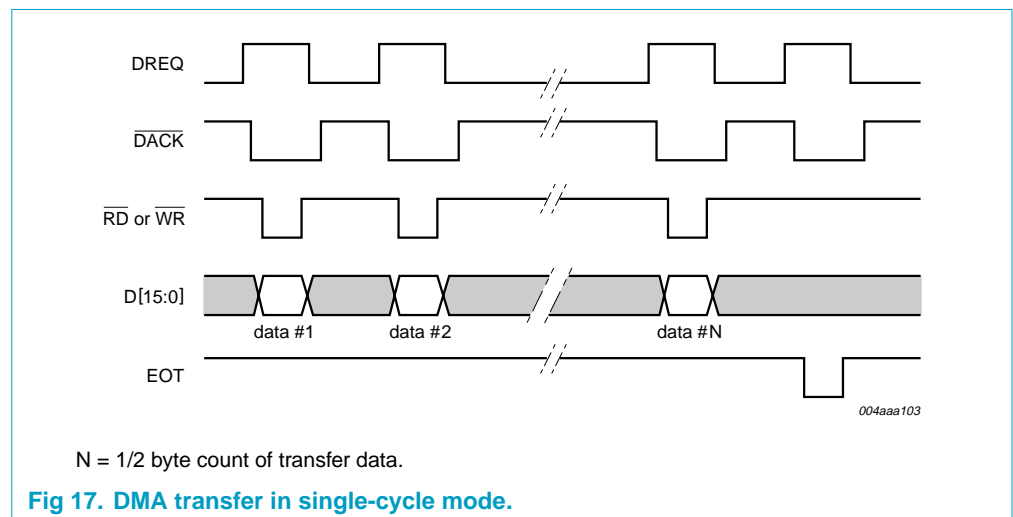 DREQ
DACK
RD or WR
D[15:0]
data #1 data #2 data #N
EOT
004aaa103
N = 1/2 byte count of transfer data.
Fig 17. DMA transfer in single-cycle mode.